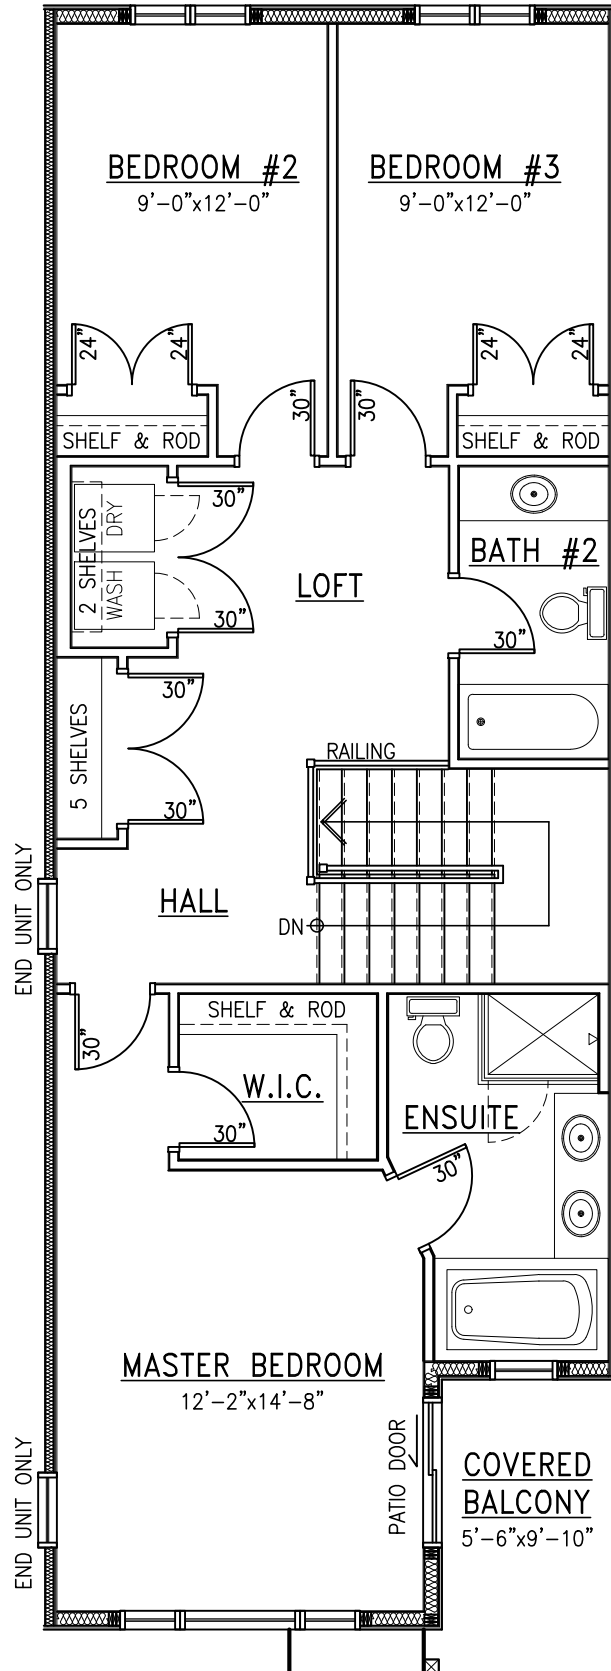 BEDROOM #2
9'-0"x12'-0"
BEDROOM #3
9'-0"x12'-0"
24"
24"
24"
24"
30"
30"
SHELF & ROD
SHELF & ROD
30"
2 SHELVES
DRY
WASH
30"
LOFT
BATH #2
30"
30"
5 SHELVES
30"
RAILING
HALL
DN
END UNIT ONLY
30"
SHELF & ROD
W.I.C.
30"
ENSUITE
30"
MASTER BEDROOM
12'-2"x14'-8"
PATIO DOOR
END UNIT ONLY
COVERED
BALCONY
5'-6"x9'-10"